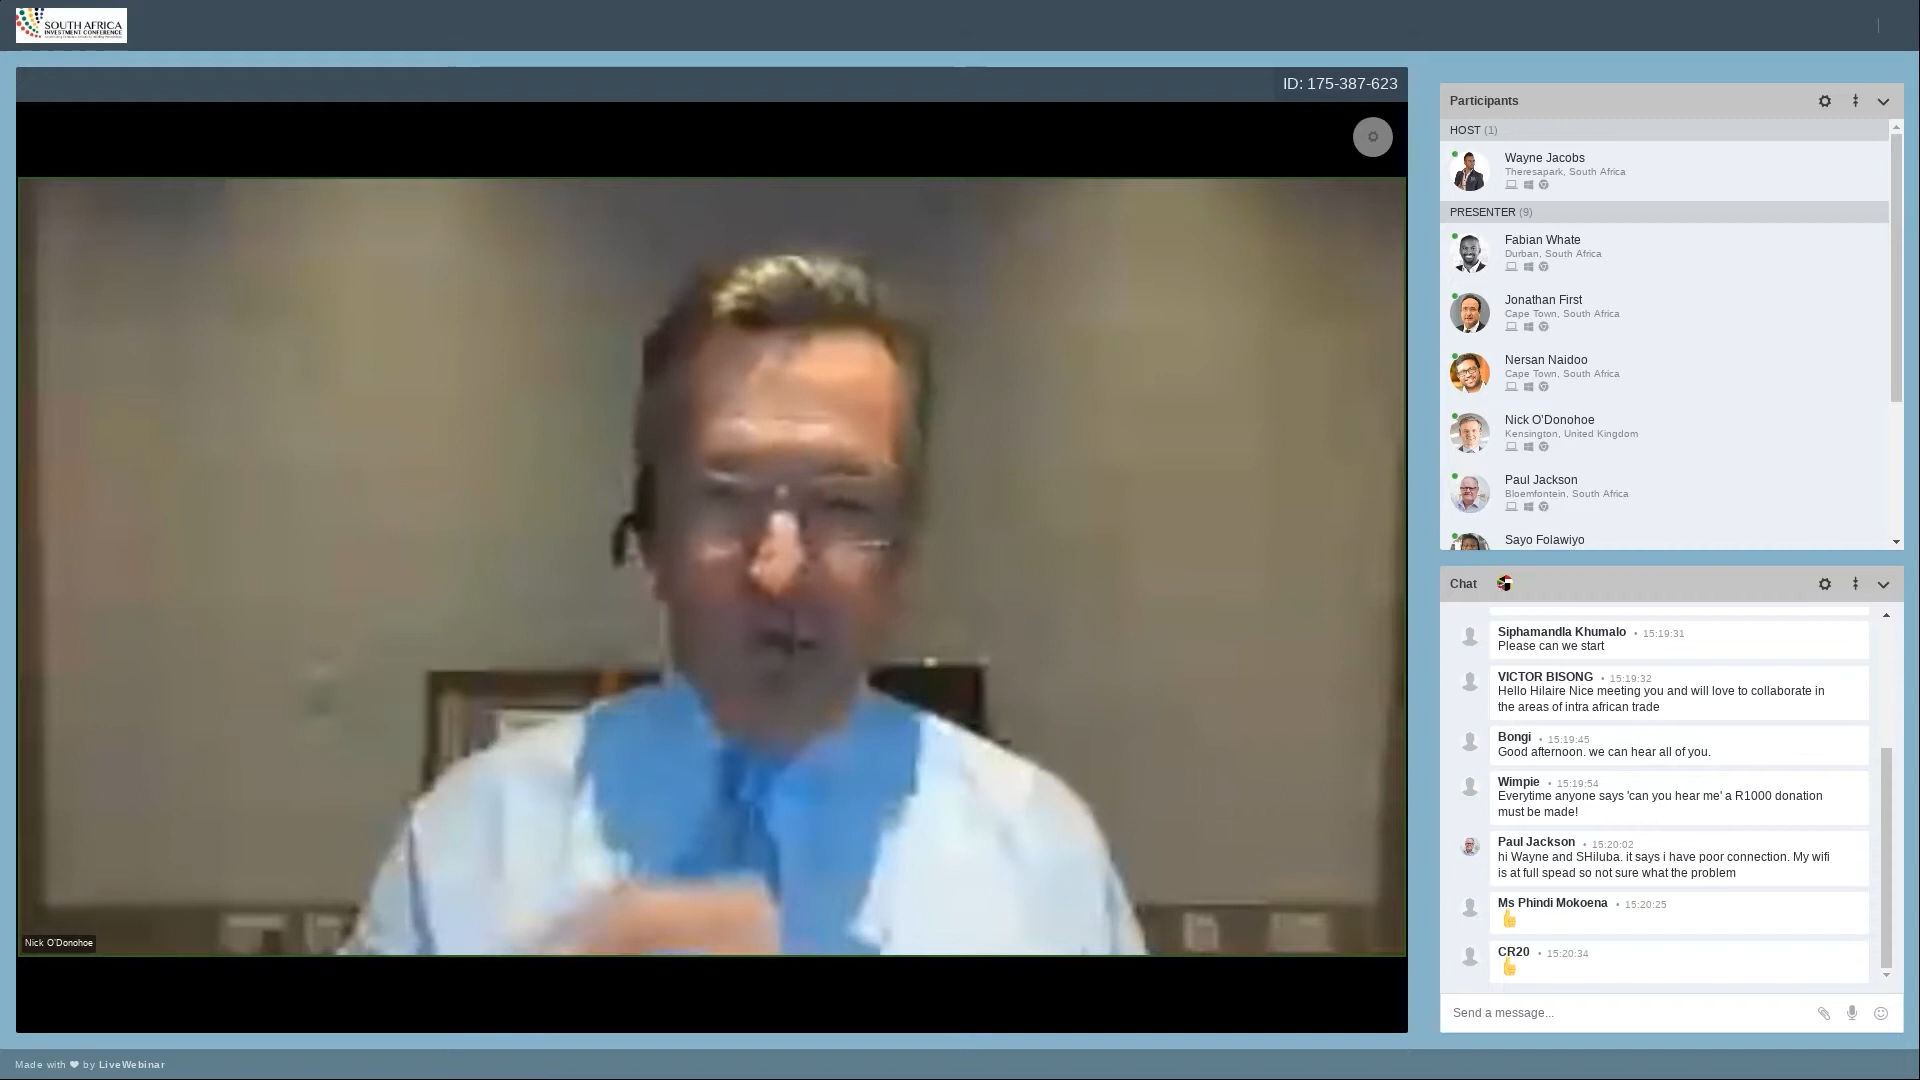 SOUTH AFRICA
INVESTMENT CONFERENCE
ID: 175-387-623
Nick O'Donohoe
Participants
HOST (1)
Wayne Jacobs
Theresapark, South Africa
PRESENTER (9)
Fabian Whate
Durban, South Africa
Jonathan First
Cape Town, South Africa
Nersan Naidoo
Cape Town, South Africa
Nick O'Donohoe
Kensington, United Kingdom
Paul Jackson
Bloemfontein, South Africa
Sayo Folawiyo
Chat
Siphamandla Khumalo • 15:19:31
Please can we start
VICTOR BISONG • 15:19:32
Hello Hilaire Nice meeting you and will love to collaborate in
the areas of intra african trade
Bongi • 15:19:45
Good afternoon. we can hear all of you.
Wimpie • 15:19:54
Everytime anyone says 'can you hear me' a R1000 donation
must be made!
Paul Jackson • 15:20:02
hi Wayne and SHiluba. it says i have poor connection. My wifi
is at full spead so not sure what the problem
Ms Phindi Mokoena • 15:20:25
👍
CR20 • 15:20:34
👍
Send a message...
Made with ❤ by LiveWebinar